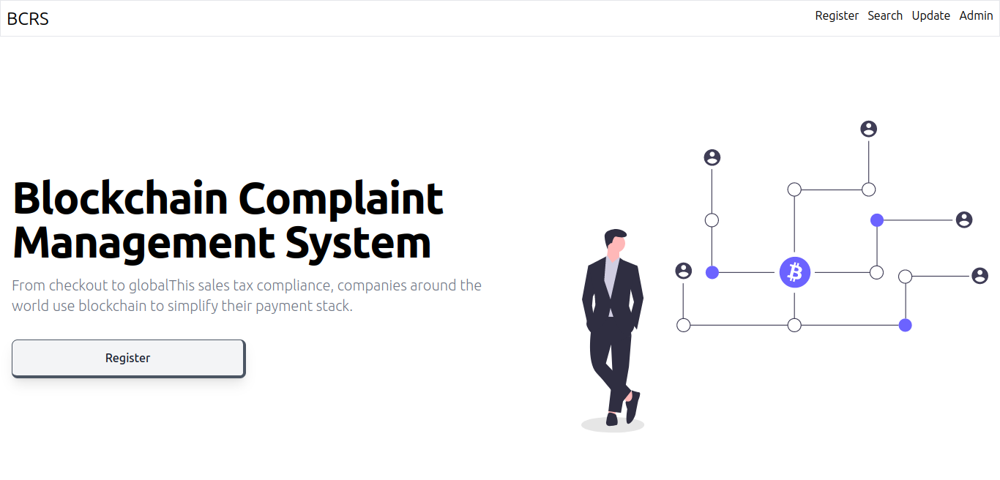 BCRS
Register Search Update Admin
Blockchain Complaint
Management System
From checkout to globalThis sales tax compliance, companies around the
world use blockchain to simplify their payment stack.
Register